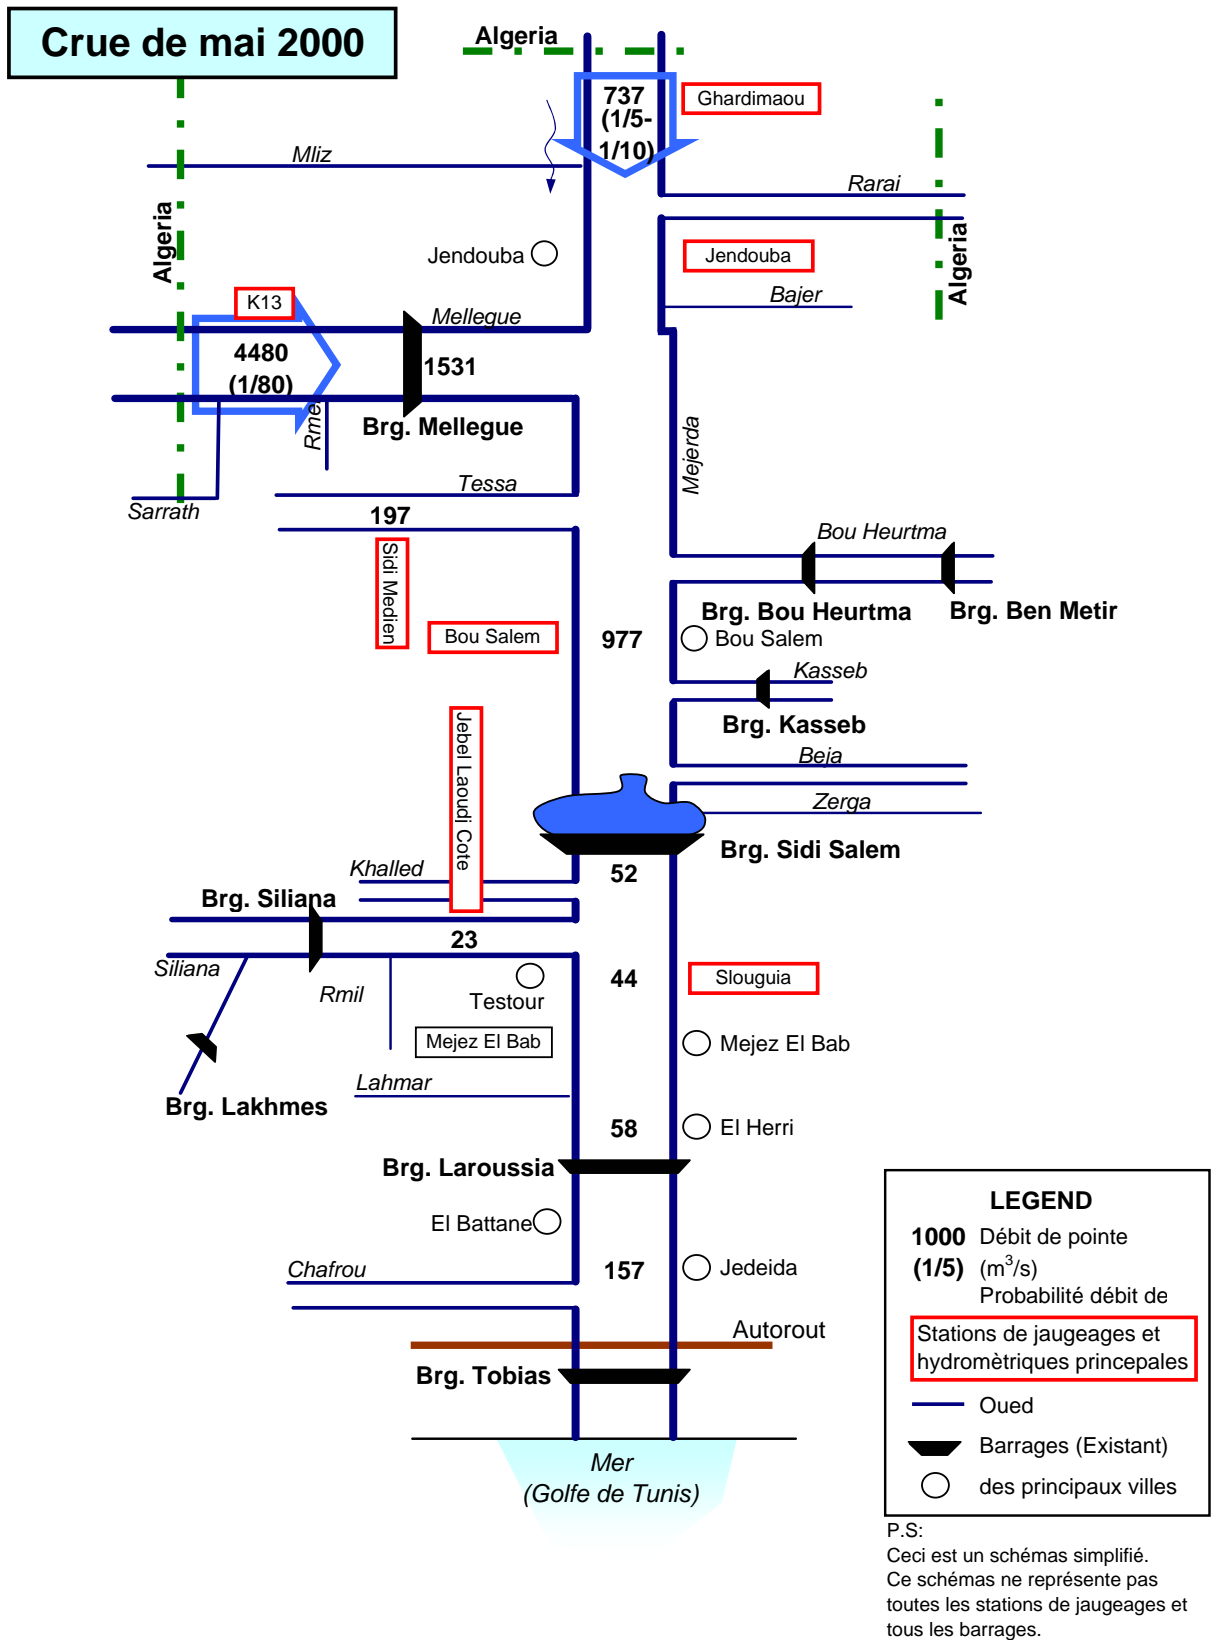 Crue de mai 2000
Algeria
737
(1/5-
1/10)
Ghardimaou
Mliz
Rarai
Algeria
Algeria
Jendouba
Jendouba
K13
Mellegue
Bajer
4480
(1/80)
1531
Rmel
Brg. Mellegue
Mejerda
Tessa
Sarrath
197
Bou Heurtma
Sidi Medien
Brg. Bou Heurtma
Brg. Ben Metir
Bou Salem
977
Bou Salem
Kasseb
Brg. Kasseb
Jebel Laoudj Cote
Beja
Zerga
Brg. Sidi Salem
Khalled
52
Brg. Siliana
23
Siliana
Rmil
Testour
44
Slouguia
Mejez El Bab
Mejez El Bab
Lahmar
Brg. Lakhmes
58
El Herri
Brg. Laroussia
El Battane
Chafrou
157
Jedeida
Autorout
Brg. Tobias
Mer
(Golfe de Tunis)
LEGEND
1000 Débit de pointe
(1/5) (m³/s)
Probabilité débit de
Stations de jaugeages et
hydromètriques princepales
Oued
Barrages (Existant)
des principaux villes
P.S:
Ceci est un schémas simplifié.
Ce schémas ne représente pas
toutes les stations de jaugeages et
tous les barrages.